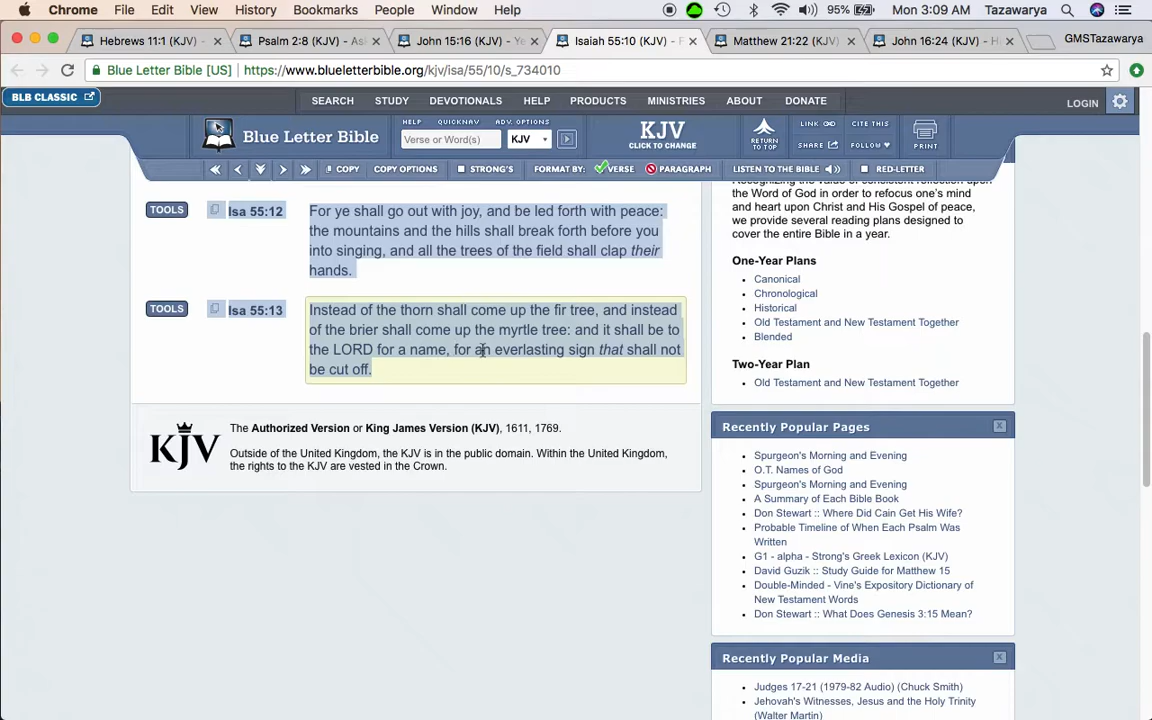 Chrome File Edit View History Bookmarks People Window Help 95% Mon 3:09 AM Tazawarya
Hebrews 11:1 (KJV) Psalm 2:8 (KJV) - As John 15:16 (KJV) - Ye Isaiah 55:10 (KJV) - F Matthew 21:22 (KJV) John 16:24 (KJV) - H GMSTazawarya
Blue Letter Bible [US] https://www.blueletterbible.org/kjv/isa/55/10/s_734010
BLB CLASSIC
SEARCH STUDY DEVOTIONALS HELP PRODUCTS MINISTRIES ABOUT DONATE LOGIN
Blue Letter Bible
HELP QUICKNAV ADV. OPTIONS
Verse or Word(s) KJV
KJV
CLICK TO CHANGE
RETURN
TO TOP
LINK CITE THIS
SHARE FOLLOW
PRINT
COPY COPY OPTIONS STRONG'S FORMAT BY: VERSE PARAGRAPH LISTEN TO THE BIBLE RED-LETTER
TOOLS Isa 55:12 For ye shall go out with joy, and be led forth with peace:
the mountains and the hills shall break forth before you
into singing, and all the trees of the field shall clap their
hands.
TOOLS Isa 55:13 Instead of the thorn shall come up the fir tree, and instead
of the brier shall come up the myrtle tree: and it shall be to
the LORD for a name, for an everlasting sign that shall not
be cut off.
KJV
The Authorized Version or King James Version (KJV), 1611, 1769.
Outside of the United Kingdom, the KJV is in the public domain. Within the United Kingdom,
the rights to the KJV are vested in the Crown.
Recognizing the value of consistent reflection upon
the Word of God in order to refocus one's mind
and heart upon Christ and His Gospel of peace,
we provide several reading plans designed to
cover the entire Bible in a year.
One-Year Plans
Canonical
Chronological
Historical
Old Testament and New Testament Together
Blended
Two-Year Plan
Old Testament and New Testament Together
Recently Popular Pages
Spurgeon's Morning and Evening
O.T. Names of God
Spurgeon's Morning and Evening
A Summary of Each Bible Book
Don Stewart :: Where Did Cain Get His Wife?
Probable Timeline of When Each Psalm Was
Written
G1 - alpha - Strong's Greek Lexicon (KJV)
David Guzik :: Study Guide for Matthew 15
Double-Minded - Vine's Expository Dictionary of
New Testament Words
Don Stewart :: What Does Genesis 3:15 Mean?
Recently Popular Media
Judges 17-21 (1979-82 Audio) (Chuck Smith)
Jehovah's Witnesses, Jesus and the Holy Trinity
(Walter Martin)